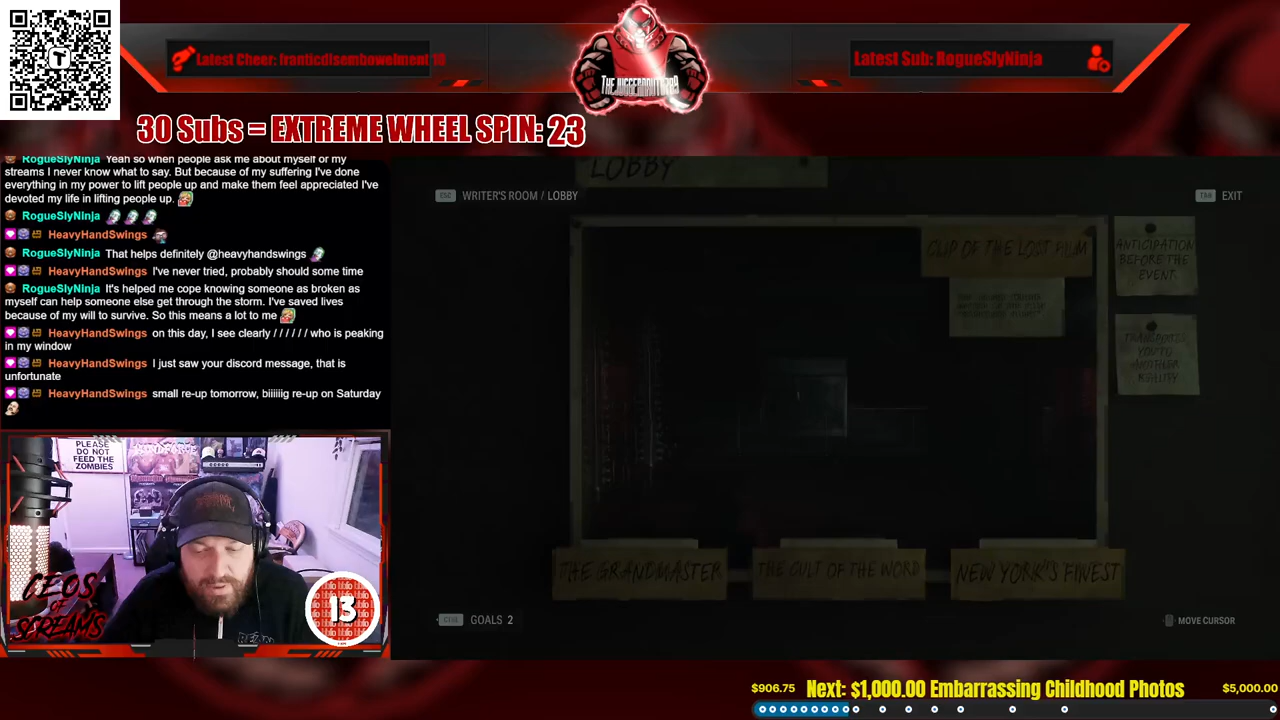 Latest Cheer: franticdisembowelment 13
THEJUGGERNAUT0789
Latest Sub: RogueSlyNinja
30 Subs = EXTREME WHEEL SPIN: 23
RogueSlyNinja Yeah so when people ask me about myself or my
streams I never know what to say. But because of my suffering I've done
everything in my power to lift people up and make them feel appreciated I've
devoted my life in lifting people up.
RogueSlyNinja
HeavyHandSwings
RogueSlyNinja That helps definitely @heavyhandswings
HeavyHandSwings I've never tried, probably should some time
RogueSlyNinja It's helped me cope knowing someone as broken as
myself can help someone else get through the storm. I've saved lives
because of my will to survive. So this means a lot to me
HeavyHandSwings on this day, I see clearly / / / / / / who is peaking
in my window
HeavyHandSwings I just saw your discord message, that is
unfortunate
HeavyHandSwings small re-up tomorrow, biiiiiig re-up on Saturday
PLEASE
DO NOT
FEED THE
ZOMBIES
CEOS
OF
SCREAMS
13
LOBBY
ESC WRITER'S ROOM / LOBBY
TAB EXIT
CLIP OF THE LOST FILM
ANTICIPATION
BEFORE THE
EVENT
TRANSPORTED
YOU TO
ANOTHER
REALITY
THE GRANDMASTER
THE CULT OF THE WORD
NEW YORK'S FINEST
GOALS 2
MOVE CURSOR
$906.75 Next: $1,000.00 Embarrassing Childhood Photos $5,000.00